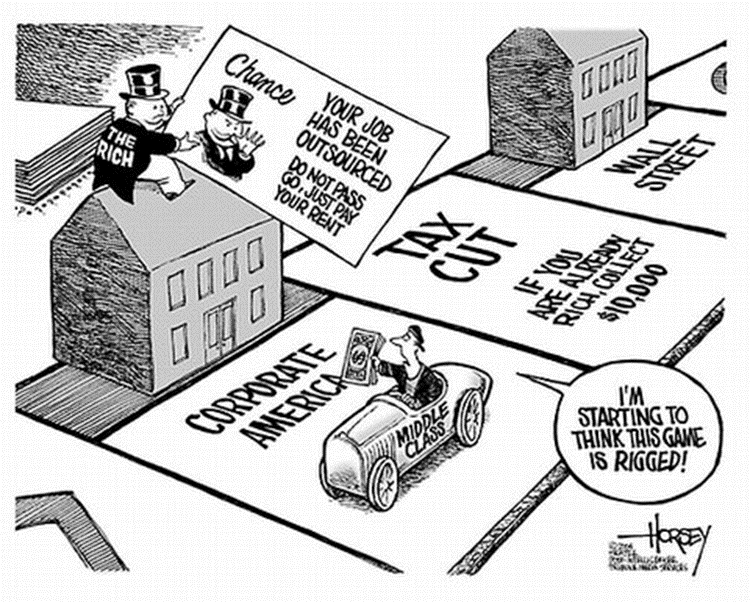 THE
RICH
Chance
YOUR JOB
HAS BEEN
OUTSOURCED
DO NOT PASS
GO, JUST PAY
YOUR RENT
WALL
STREET
TAX
CUT
IF YOU
ARE ALREADY
RICH, COLLECT
$10,000
CORPORATE
AMERICA
MIDDLE
CLASS
I'M
STARTING TO
THINK THIS GAME
IS RIGGED!
HORSEY